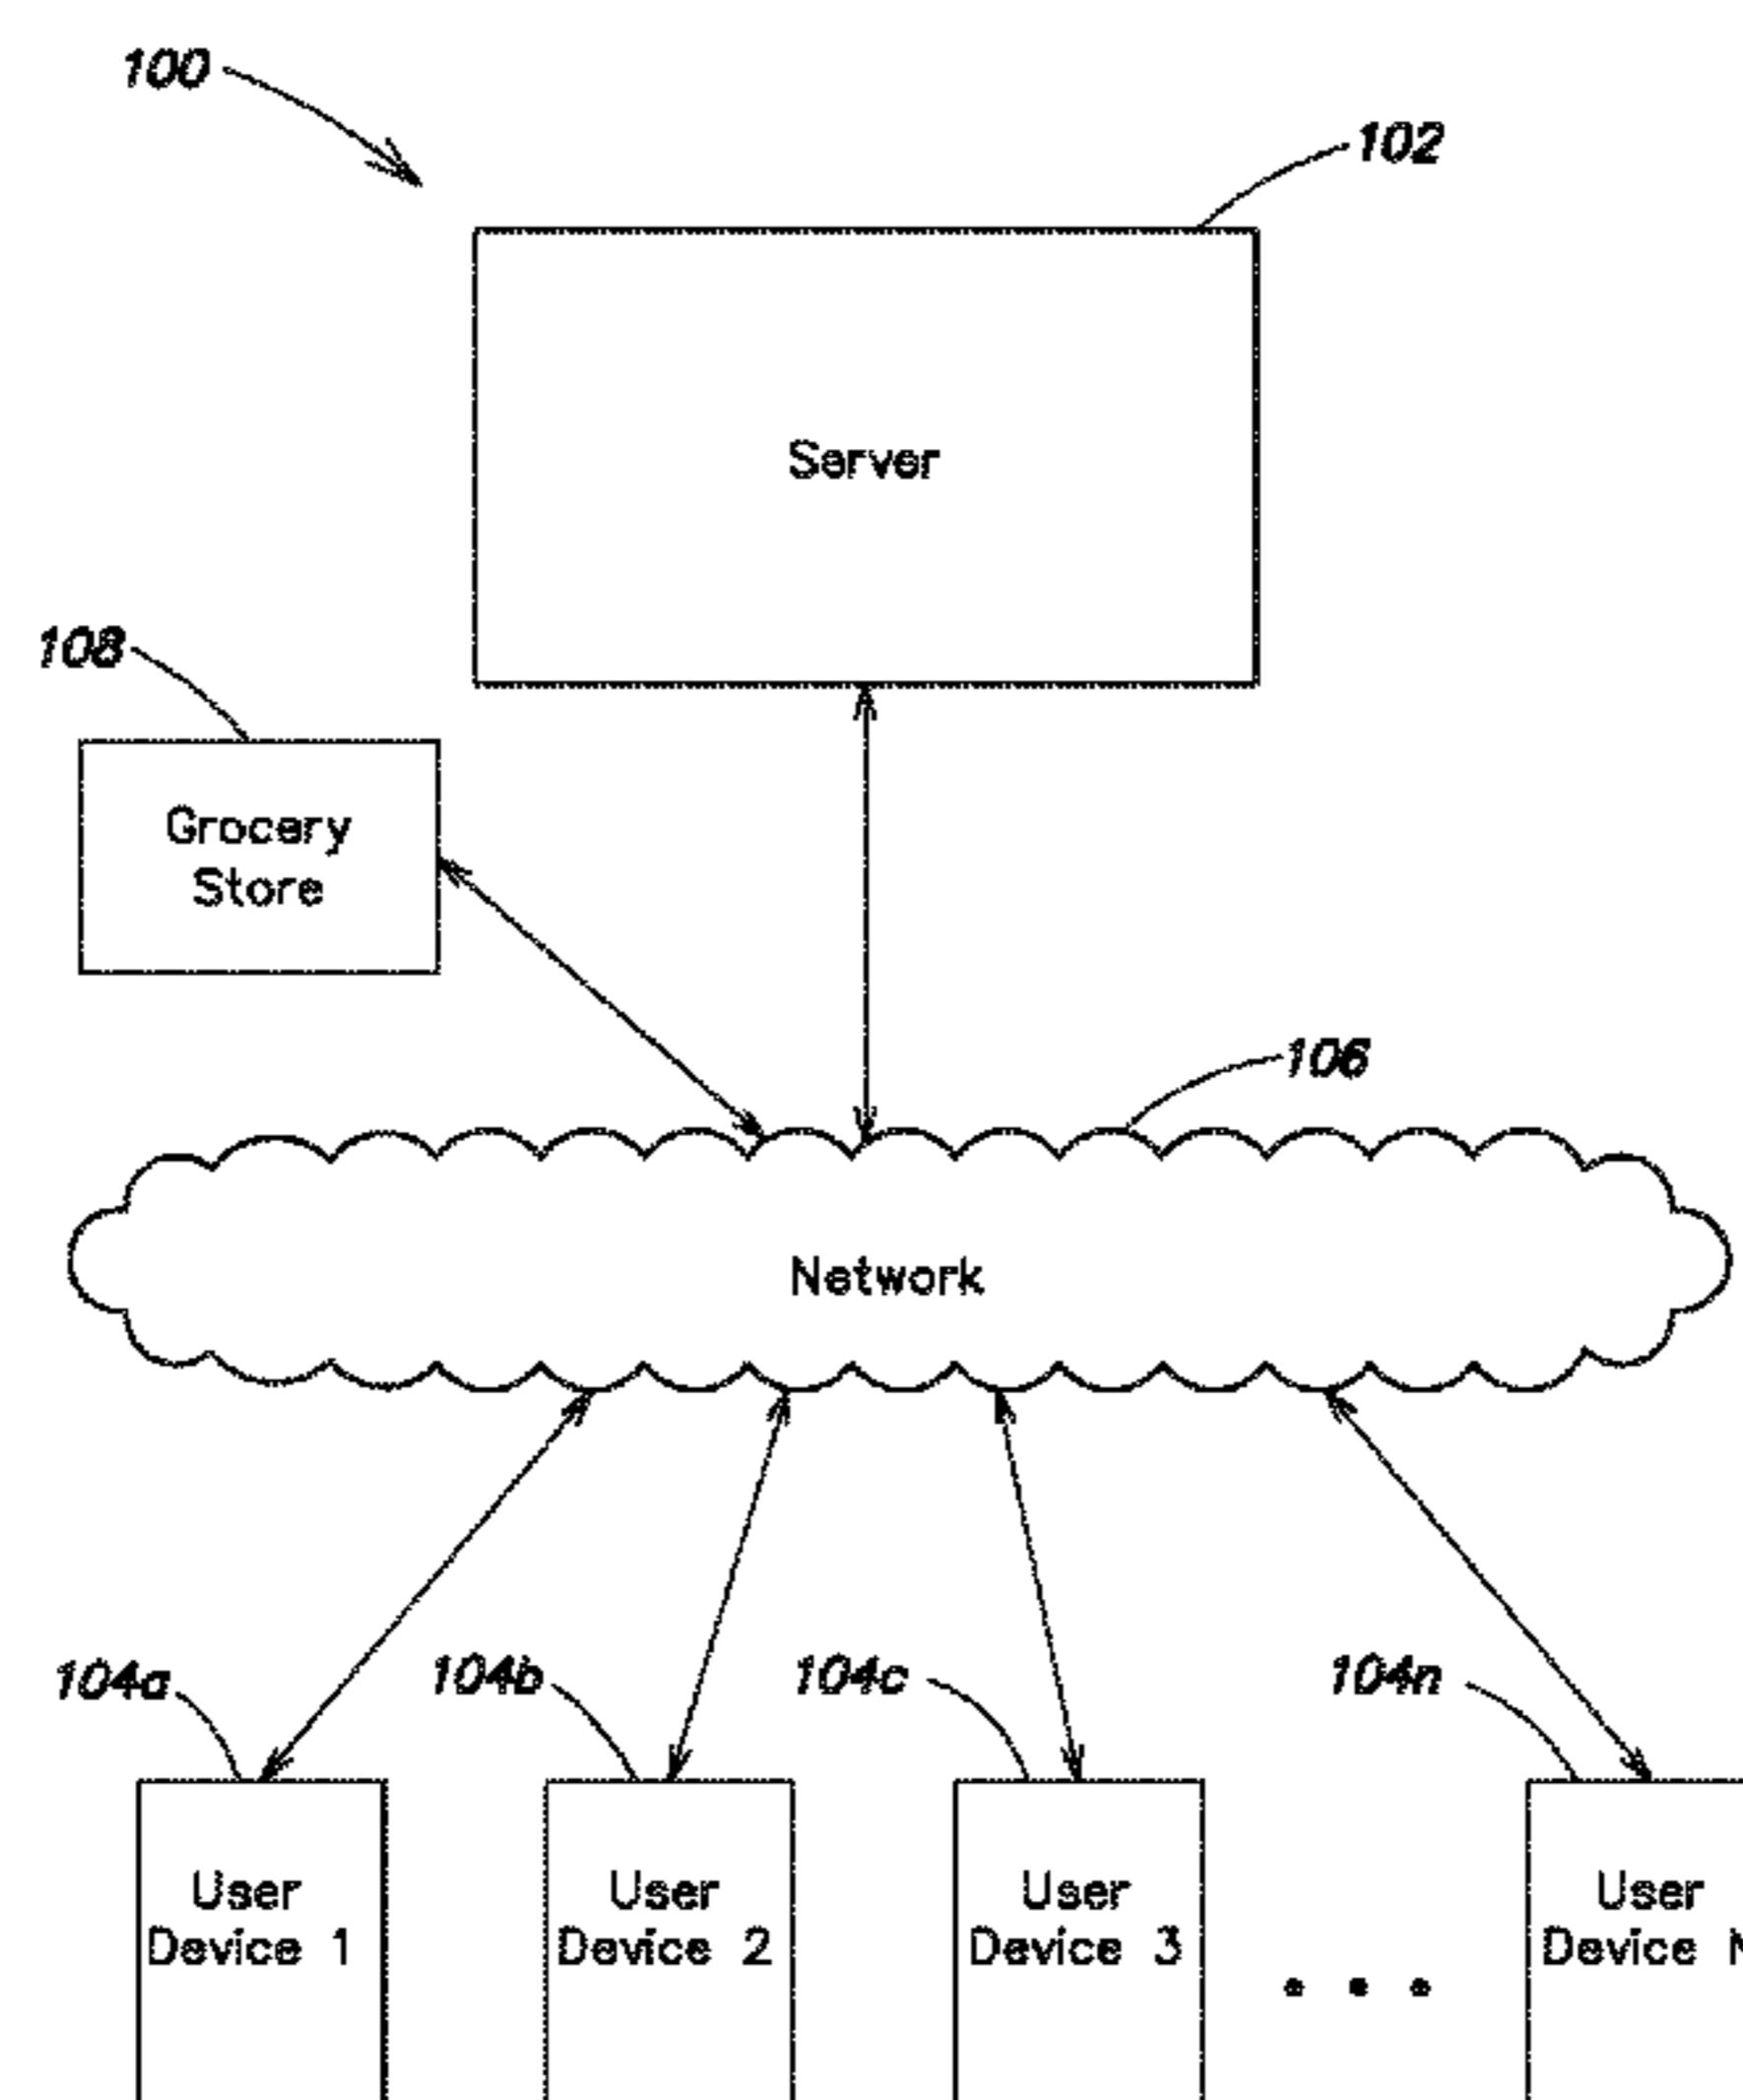 100
102
Server
108
Grocery
Store
106
Network
104a
104b
104c
104n
User
Device 1
User
Device 2
User
Device 3
. . .
User
Device